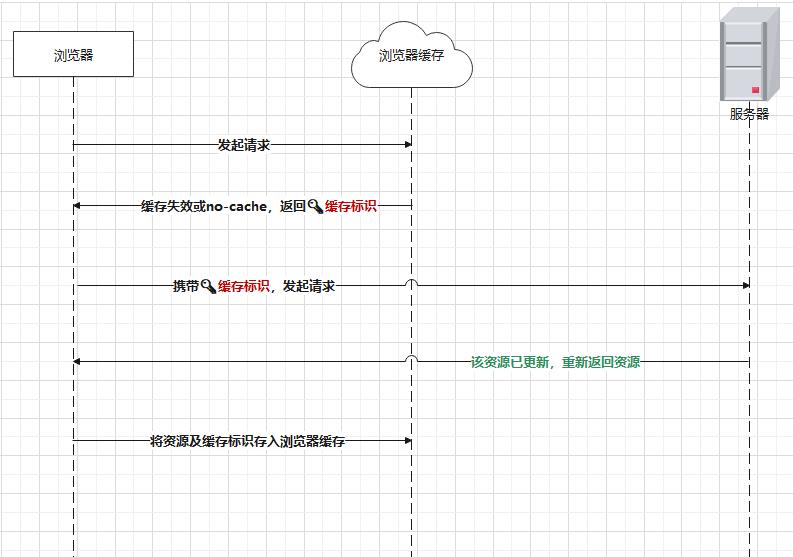 浏览器
浏览器缓存
服务器
发起请求
缓存失效或no-cache，返回🔍缓存标识
携带🔍缓存标识，发起请求
该资源已更新，重新返回资源
将资源及缓存标识存入浏览器缓存